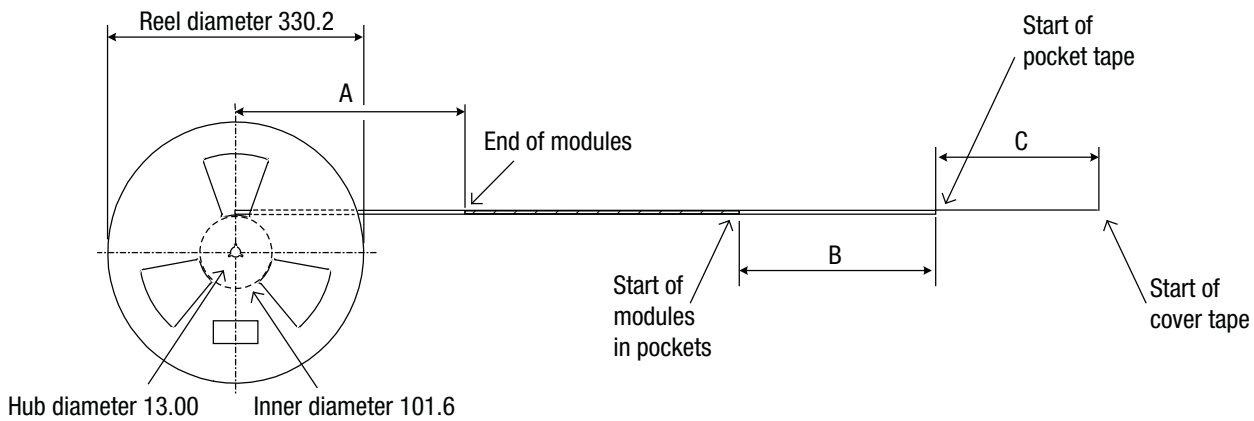 Reel diameter 330.2
A
Start of
pocket tape
End of modules
C
B
Start of
modules
in pockets
Start of
cover tape
Hub diameter 13.00
Inner diameter 101.6